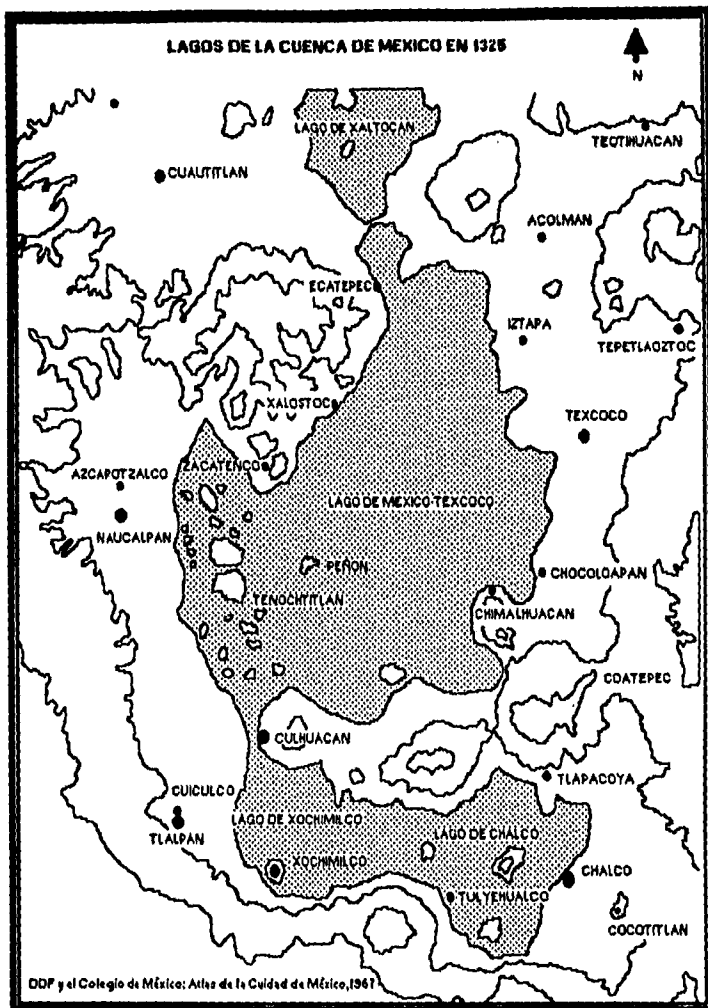 LAGOS DE LA CUENCA DE MEXICO EN 1325
N
LAGO DE XALTOCAN
TEOTIHUACAN
CUAUTITLAN
ACOLMAN
ECATEPEC
IZTAPA
TEPETLAOZTOC
XALOSTOC
TEXCOCO
ZACATENCO
AZCAPOTZALCO
LAGO DE MEXICO-TEXCOCO
NAUCALPAN
PEÑON
CHOCOLOAPAN
TENOCHTITLAN
CHIMALHUACAN
COATEPEC
CULHUACAN
TLAPACOYA
CUICULCO
LAGO DE XOCHIMILCO
TLALPAN
LAGO DE CHALCO
XOCHIMILCO
CHALCO
TULYEHUALCO
COCOTITLAN
DDF y el Colegio de México: Atlas de la Cuidad de México,1967